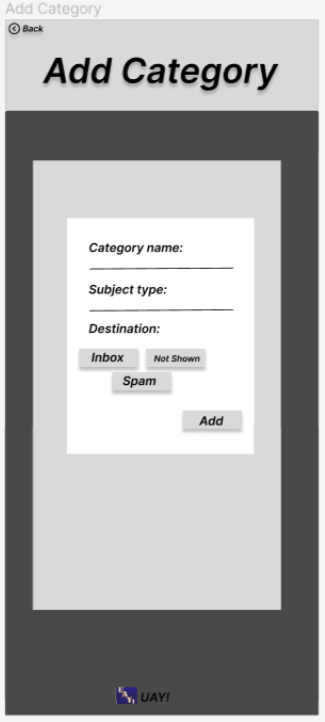 Add Category
Back
Add Category
Category name:
Subject type:
Destination:
Inbox Not Shown
Spam
Add
UAY!